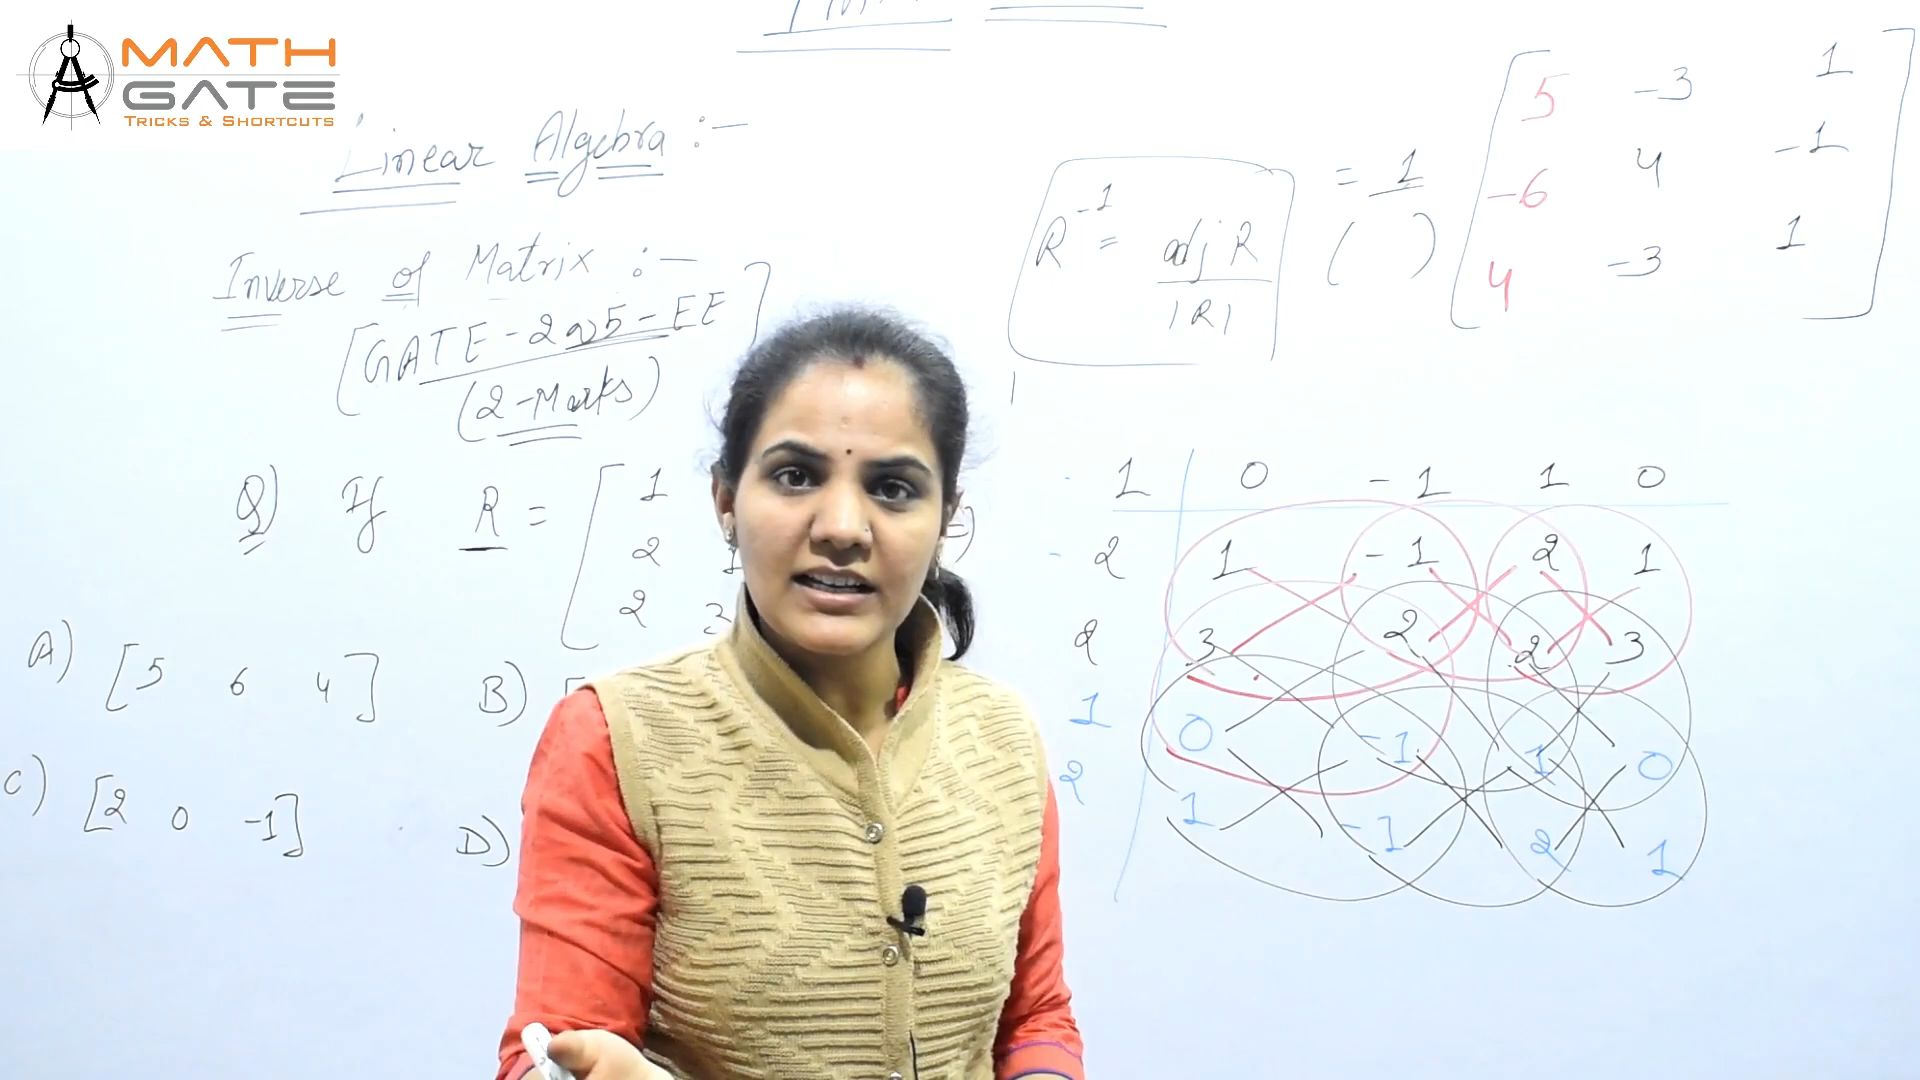 MATH
GATE
TRICKS & SHORTCUTS
Linear Algebra :-
Inverse of Matrix :-
[GATE - 2005 - EE]
(2-Marks)
Q) If R = [ 1
2 1
2 3
A) [5 6 4] B) [
C) [2 0 -1] D)
R^-1 = adj R / |R|
= 1 / ( ) [ 5 -3 1
-6 4 -1
4 -3 1 ]
1 0 -1 1 0
2 1 -1 2 1
2 3 2 2 3
1 0 -1 1 0
2 1 -1 2 1